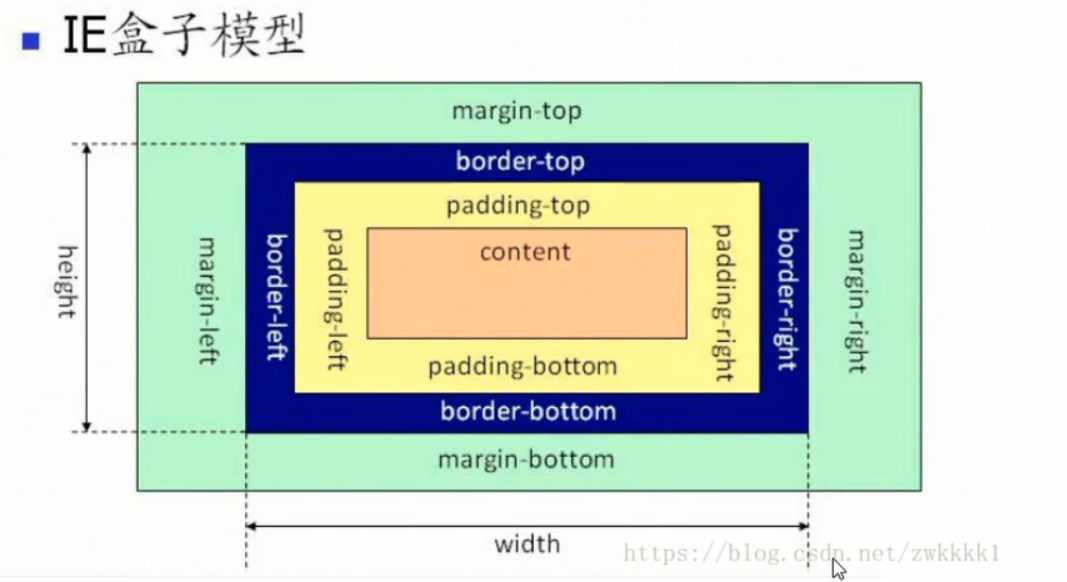 IE盒子模型
margin-top
border-top
padding-top
content
height
margin-left
border-left
padding-left
padding-right
border-right
margin-right
padding-bottom
border-bottom
margin-bottom
width
https://blog.csdn.net/zwkkkk1